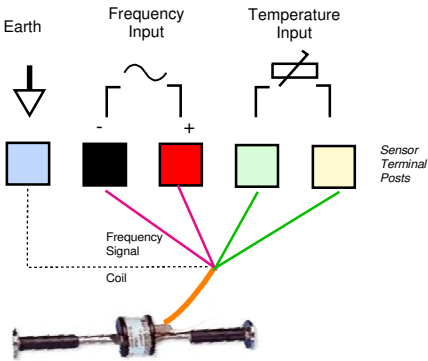 Earth
Frequency
Input
Temperature
Input
- +
Sensor
Terminal
Posts
Frequency
Signal
Coil